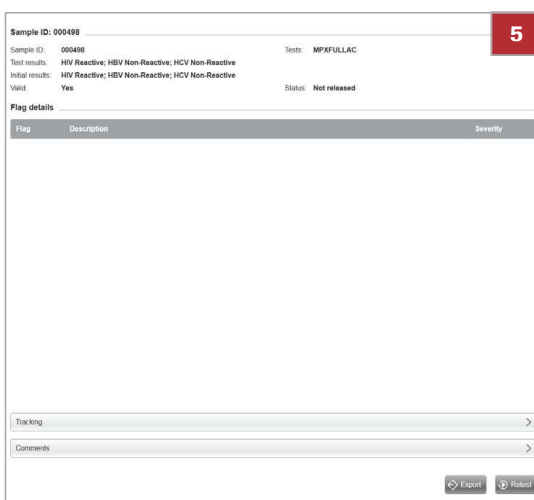 Sample ID: 000498
5
Sample ID: 000498 Tests: MPXFULLAC
Test results: HIV Reactive; HBV Non-Reactive; HCV Non-Reactive
Initial results: HIV Reactive; HBV Non-Reactive; HCV Non-Reactive
Valid: Yes Status: Not released
Flag details
Flag Description Severity
Tracking
Comments
Export Retest